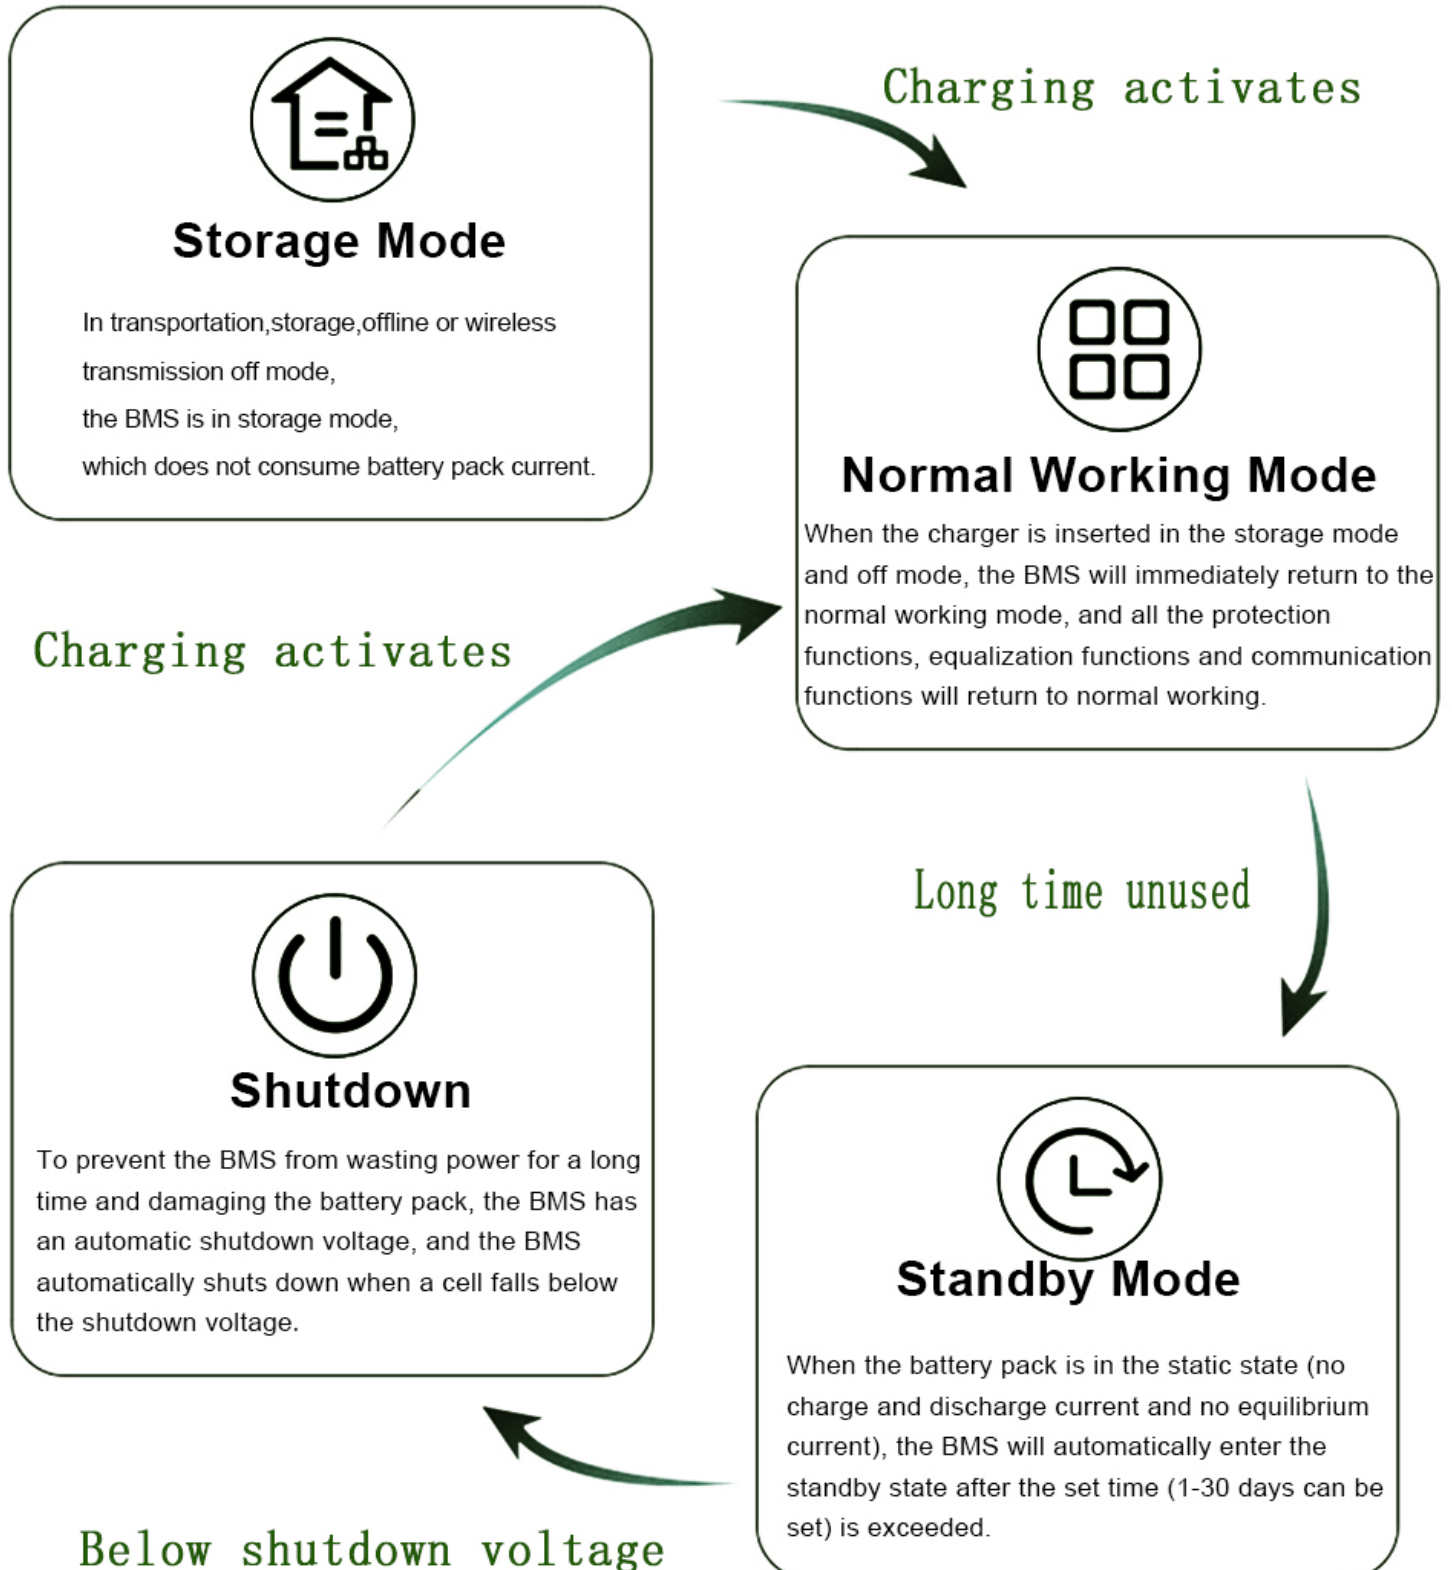 Charging activates
Storage Mode
In transportation,storage,offline or wireless
transmission off mode,
the BMS is in storage mode,
which does not consume battery pack current.
Normal Working Mode
When the charger is inserted in the storage mode
and off mode, the BMS will immediately return to the
normal working mode, and all the protection
functions, equalization functions and communication
functions will return to normal working.
Charging activates
Long time unused
Shutdown
To prevent the BMS from wasting power for a long
time and damaging the battery pack, the BMS has
an automatic shutdown voltage, and the BMS
automatically shuts down when a cell falls below
the shutdown voltage.
Standby Mode
When the battery pack is in the static state (no
charge and discharge current and no equilibrium
current), the BMS will automatically enter the
standby state after the set time (1-30 days can be
set) is exceeded.
Below shutdown voltage